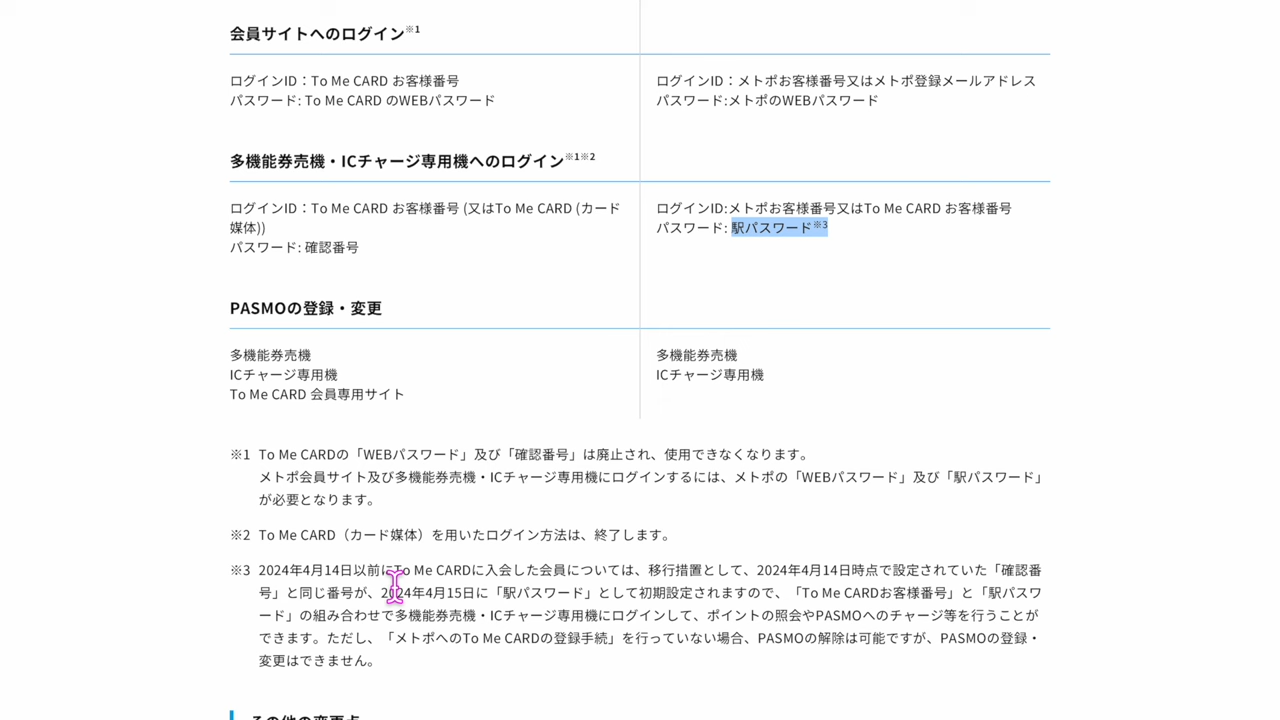 会員サイトへのログイン※1
ログインID：To Me CARD お客様番号
パスワード: To Me CARD のWEBパスワード
ログインID：メトポお客様番号又はメトポ登録メールアドレス
パスワード:メトポのWEBパスワード
多機能券売機・ICチャージ専用機へのログイン※1※2
ログインID：To Me CARD お客様番号 (又はTo Me CARD (カード
媒体))
パスワード: 確認番号
ログインID:メトポお客様番号又はTo Me CARD お客様番号
パスワード: 駅パスワード※3
PASMOの登録・変更
多機能券売機
ICチャージ専用機
To Me CARD 会員専用サイト
多機能券売機
ICチャージ専用機
※1 To Me CARDの「WEBパスワード」及び「確認番号」は廃止され、使用できなくなります。
メトポ会員サイト及び多機能券売機・ICチャージ専用機にログインするには、メトポの「WEBパスワード」及び「駅パスワード」
が必要となります。
※2 To Me CARD（カード媒体）を用いたログイン方法は、終了します。
※3 2024年4月14日以前にTo Me CARDに入会した会員については、移行措置として、2024年4月14日時点で設定されていた「確認番
号」と同じ番号が、2024年4月15日に「駅パスワード」として初期設定されますので、「To Me CARDお客様番号」と「駅パスワ
ード」の組み合わせで多機能券売機・ICチャージ専用機にログインして、ポイントの照会やPASMOへのチャージ等を行うことが
できます。ただし、「メトポへのTo Me CARDの登録手続」を行っていない場合、PASMOの解除は可能ですが、PASMOの登録・
変更はできません。
その他の変更点